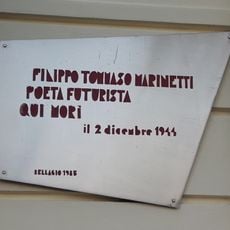 FILIPPO TOMMASO MARINETTI
POETA FUTURISTA
QUI MORÌ
il 2 dicembre 1944
BELLAGIO 1985